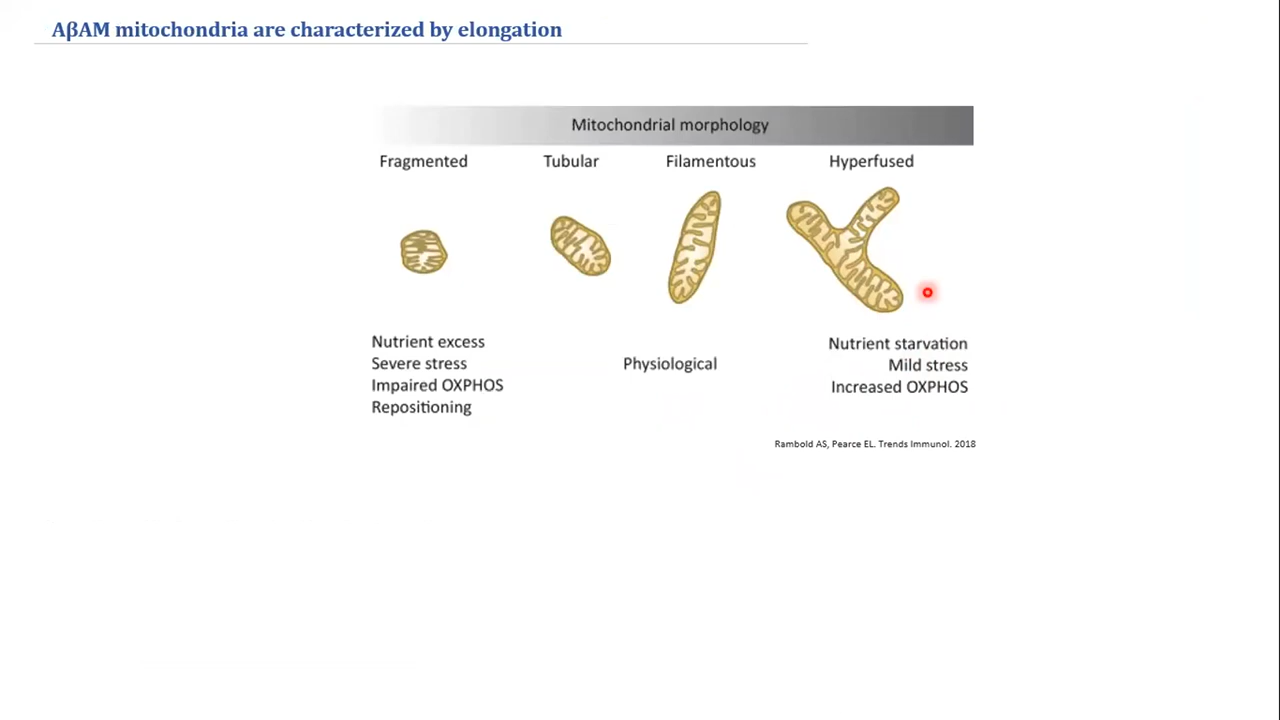 AβAM mitochondria are characterized by elongation
Mitochondrial morphology
Fragmented
Tubular
Filamentous
Hyperfused
Nutrient excess
Severe stress
Impaired OXPHOS
Repositioning
Physiological
Nutrient starvation
Mild stress
Increased OXPHOS
Rambold AS, Pearce EL. Trends Immunol. 2018